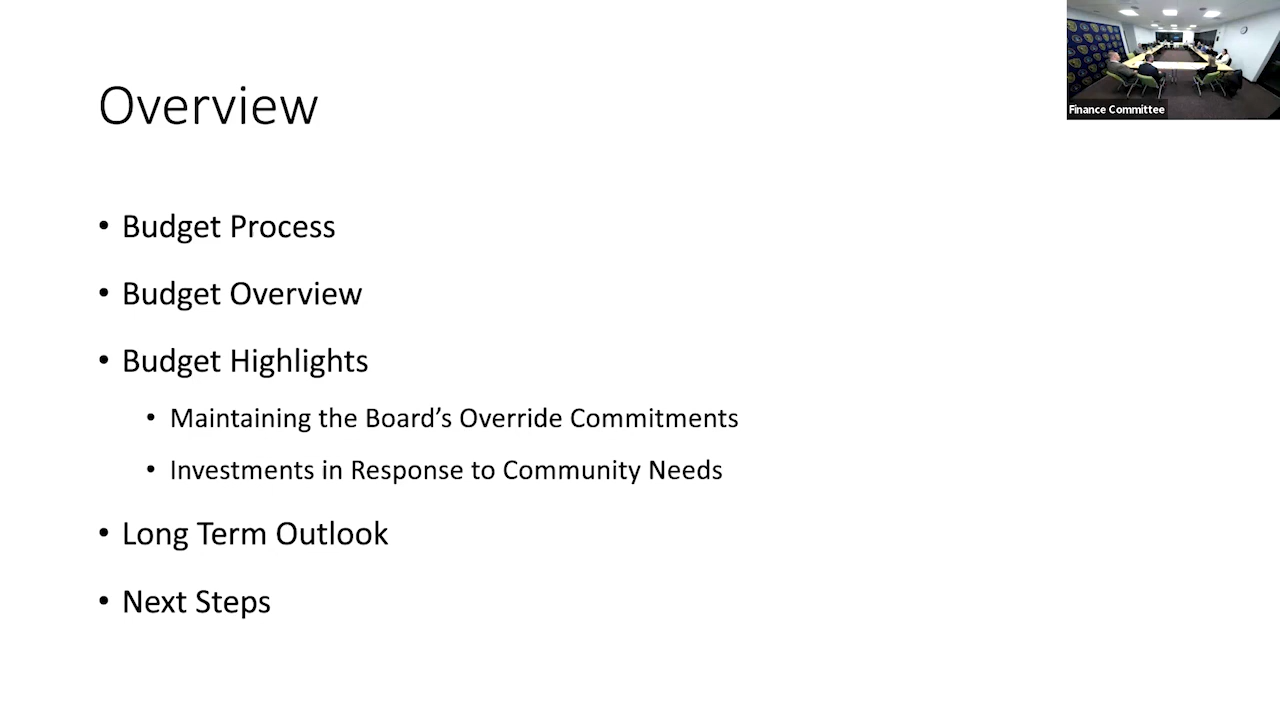 Overview
• Budget Process
• Budget Overview
• Budget Highlights
• Maintaining the Board’s Override Commitments
• Investments in Response to Community Needs
• Long Term Outlook
• Next Steps
Finance Committee